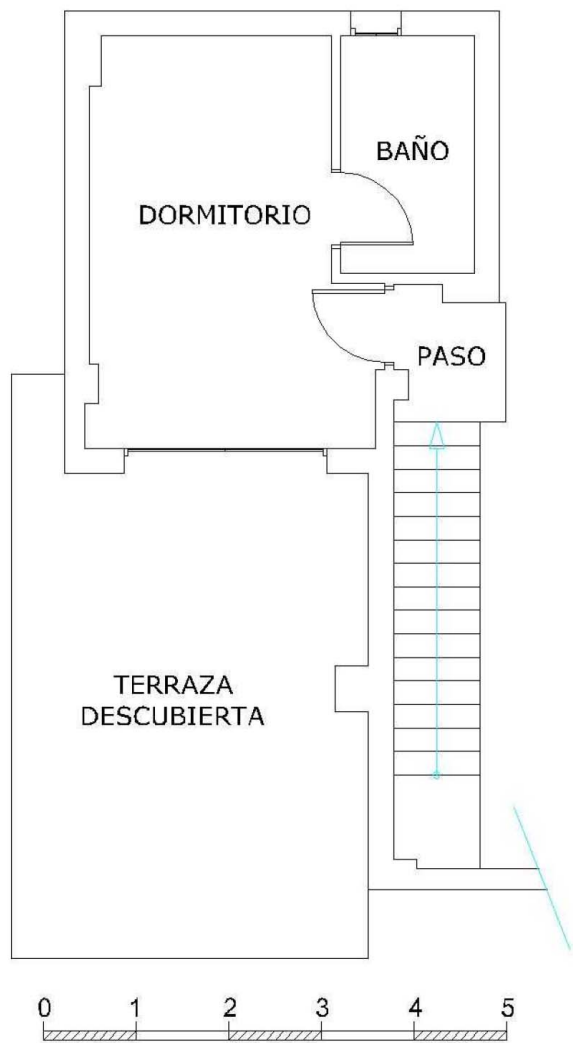 BAÑO
DORMITORIO
PASO
TERRAZA
DESCUBIERTA
0 1 2 3 4 5